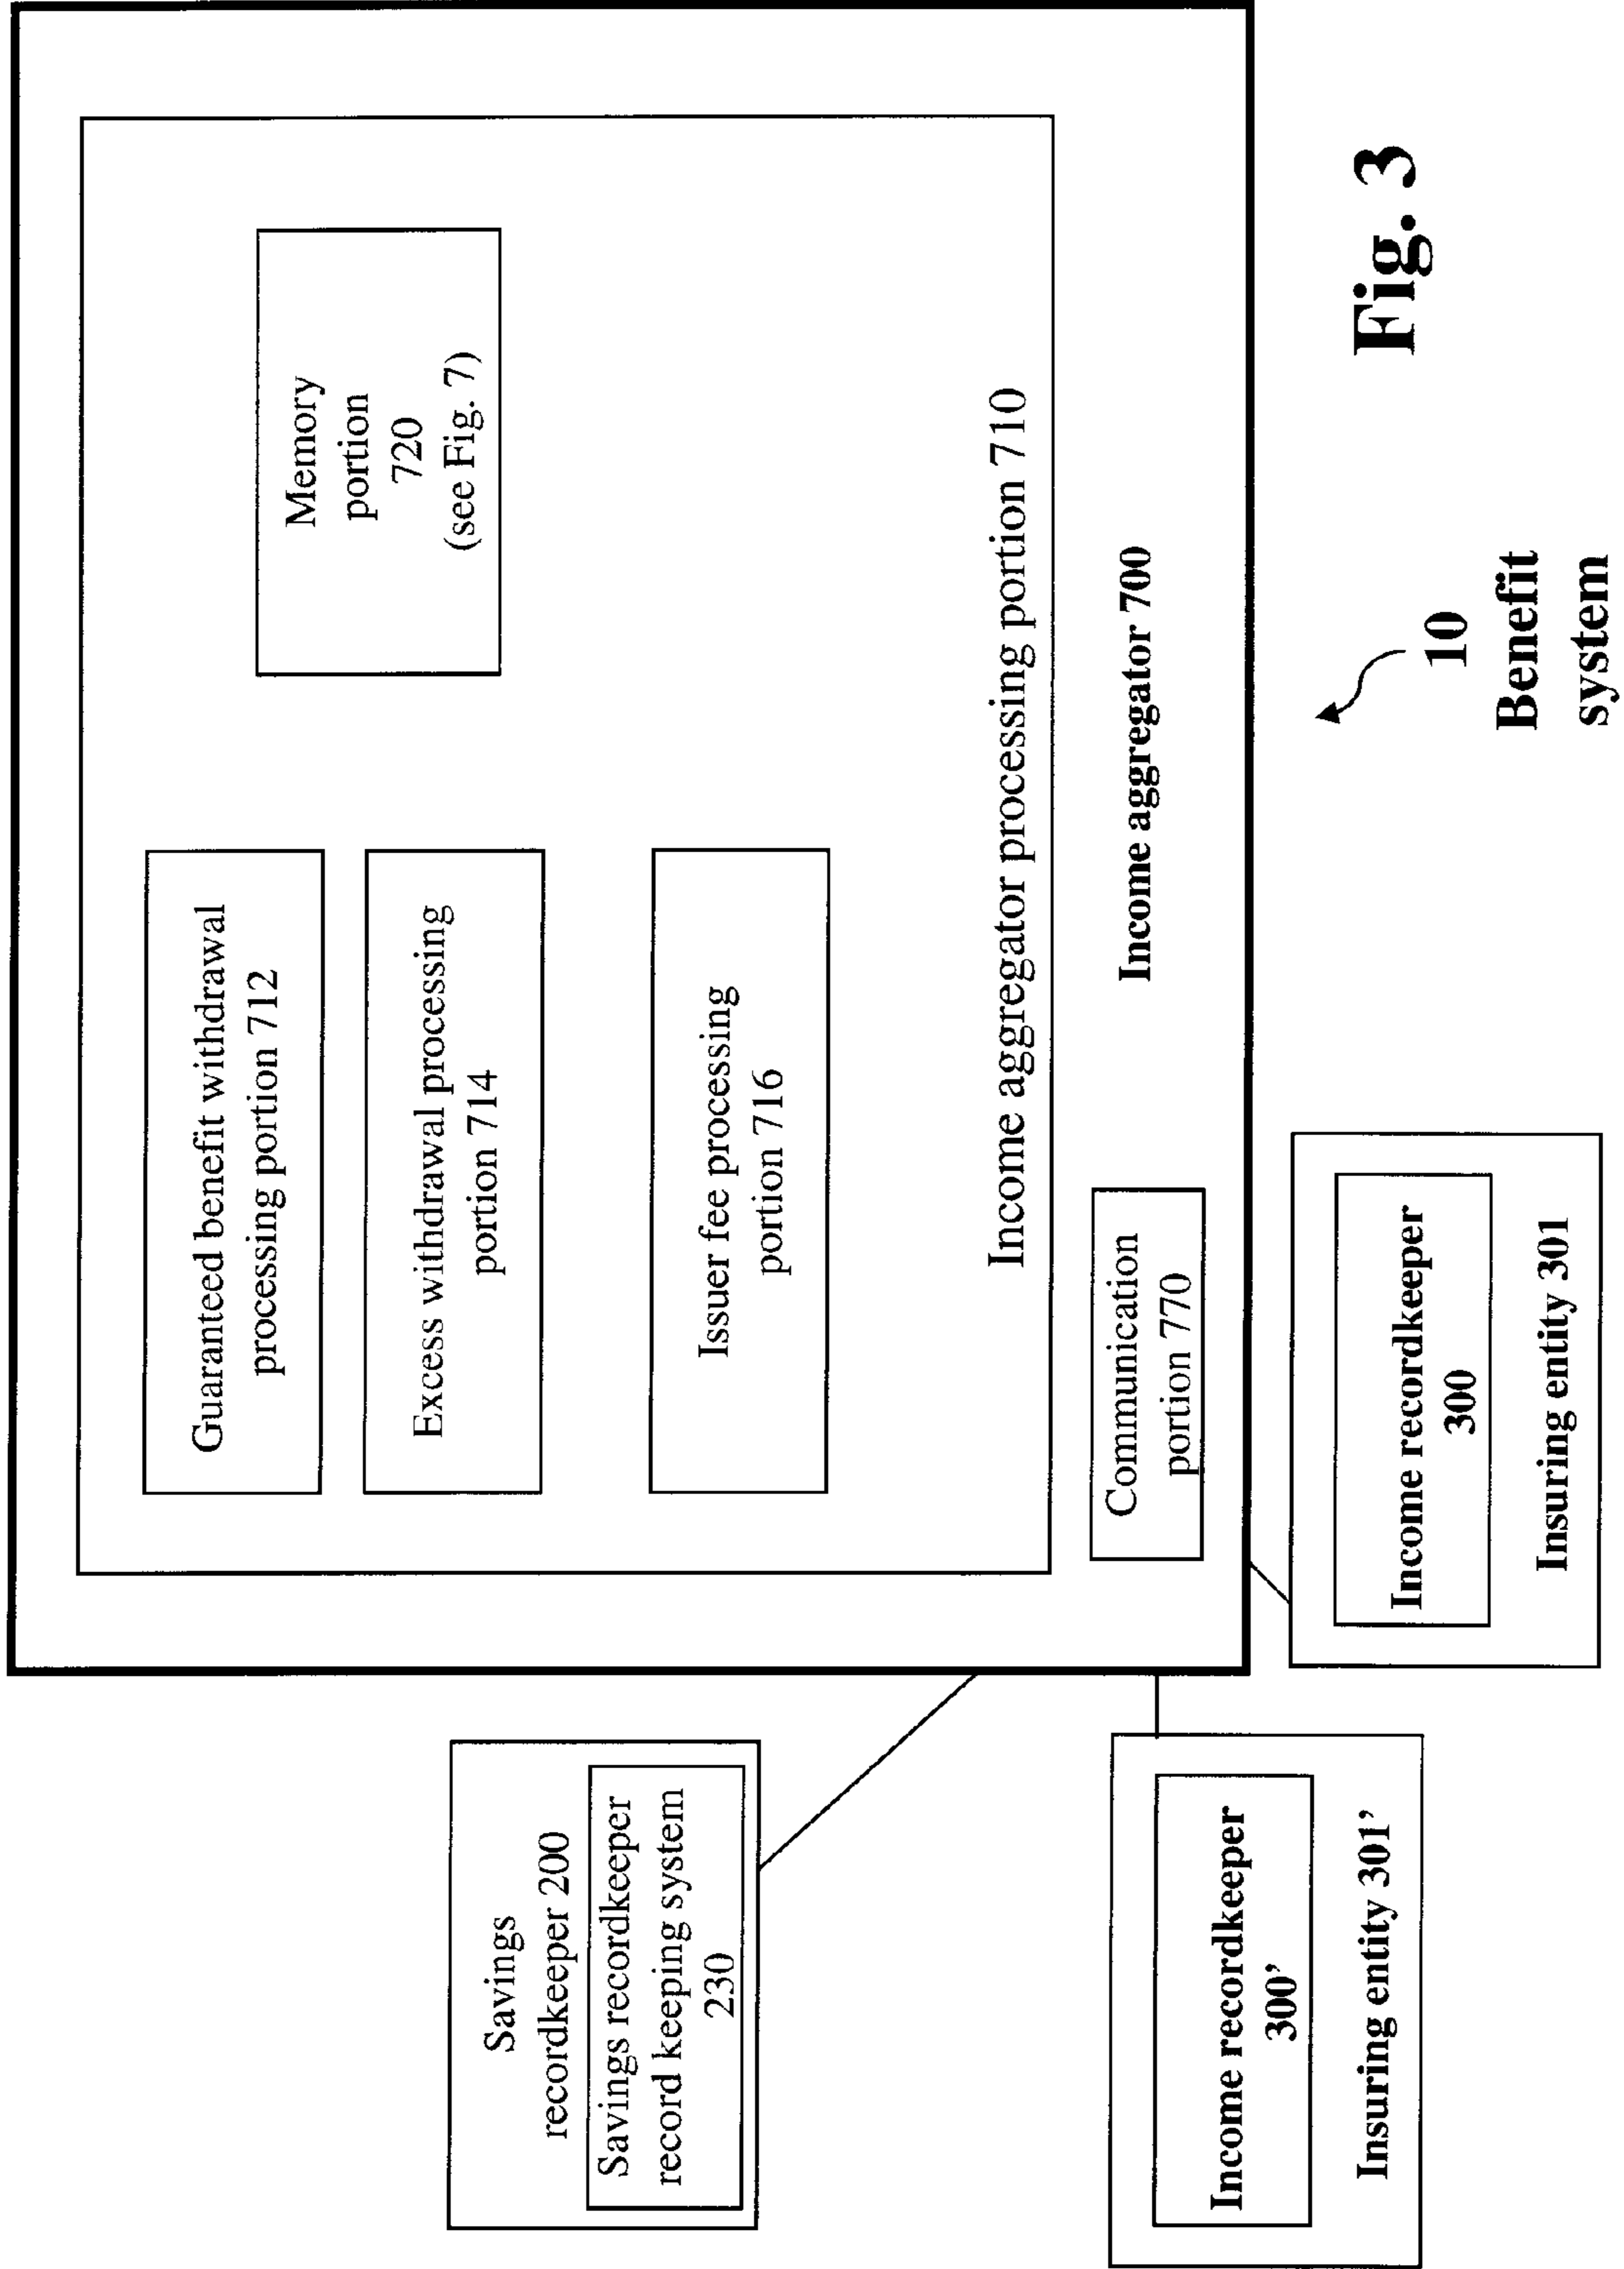 Savings
recordkeeper 200
Savings recordkeeper
record keeping system
230
Income recordkeeper
300’
Insuring entity 301’
Guaranteed benefit withdrawal
processing portion 712
Excess withdrawal processing
portion 714
Issuer fee processing
portion 716
Memory
portion
720
(see Fig. 7)
Income aggregator processing portion 710
Communication
portion 770
Income aggregator 700
Income recordkeeper
300
Insuring entity 301
10
Benefit
system
Fig. 3